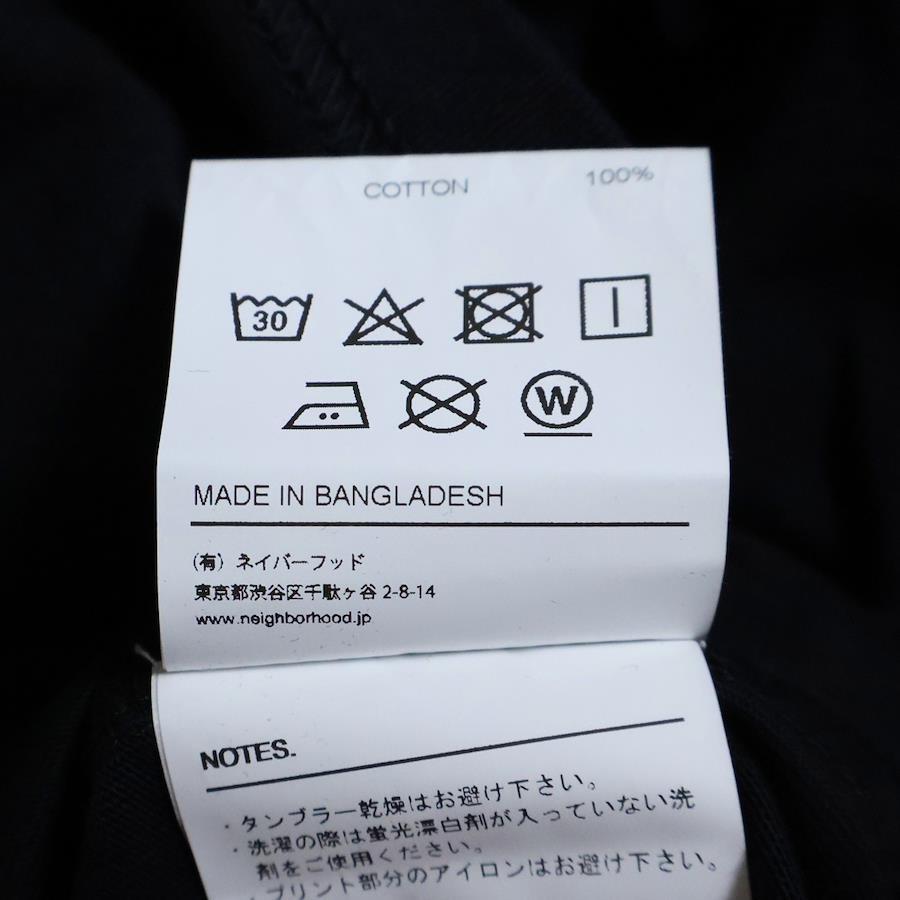 COTTON 100%
30
W
MADE IN BANGLADESH
(有) ネイバーフッド
東京都渋谷区千駄ヶ谷 2-8-14
www.neighborhood.jp
NOTES.
・タンブラー乾燥はお避け下さい。
・洗濯の際は蛍光漂白剤が入っていない洗
剤をご使用ください。
・プリント部分のアイロンはお避け下さい。